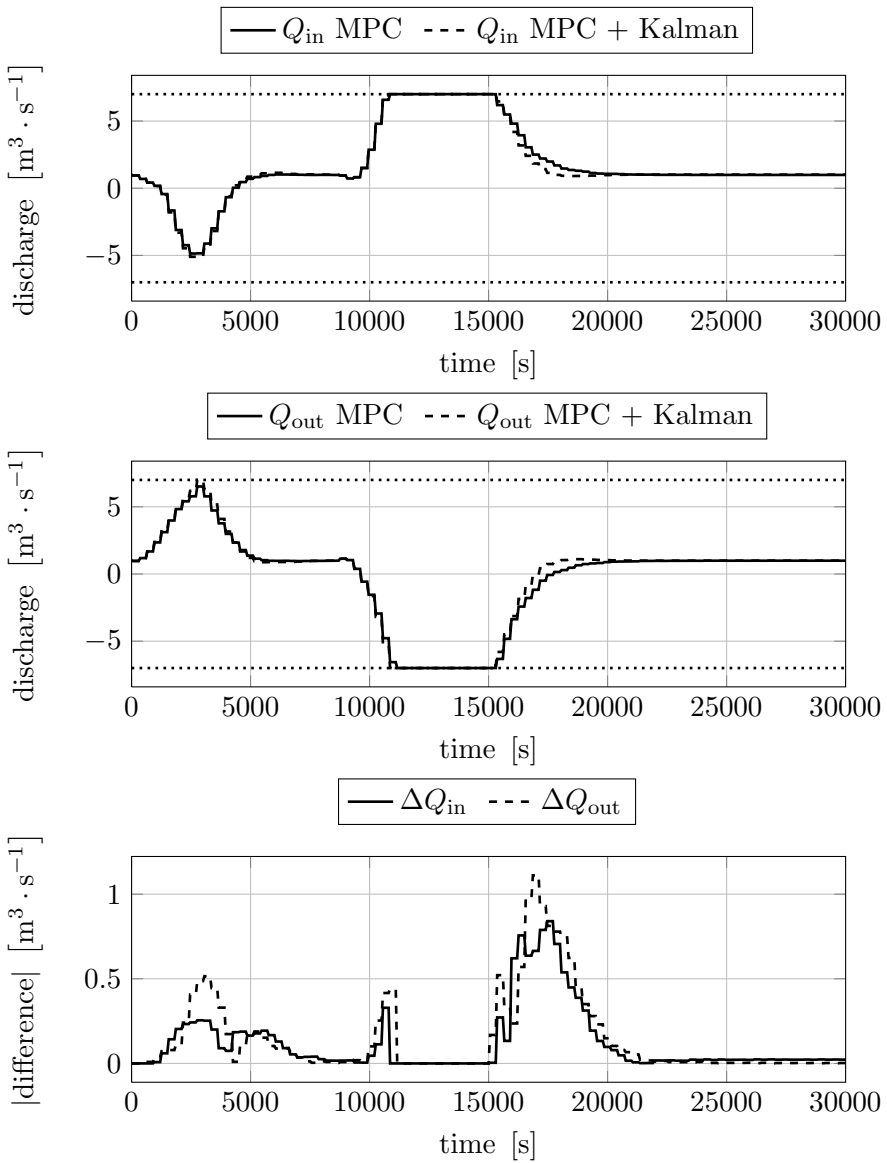 Q_in MPC Q_in MPC + Kalman
discharge [m³ · s⁻¹]
5
0
−5
0 5000 10000 15000 20000 25000 30000
time [s]
Q_out MPC Q_out MPC + Kalman
discharge [m³ · s⁻¹]
5
0
−5
0 5000 10000 15000 20000 25000 30000
time [s]
ΔQ_in ΔQ_out
|difference| [m³ · s⁻¹]
1
0.5
0
0 5000 10000 15000 20000 25000 30000
time [s]